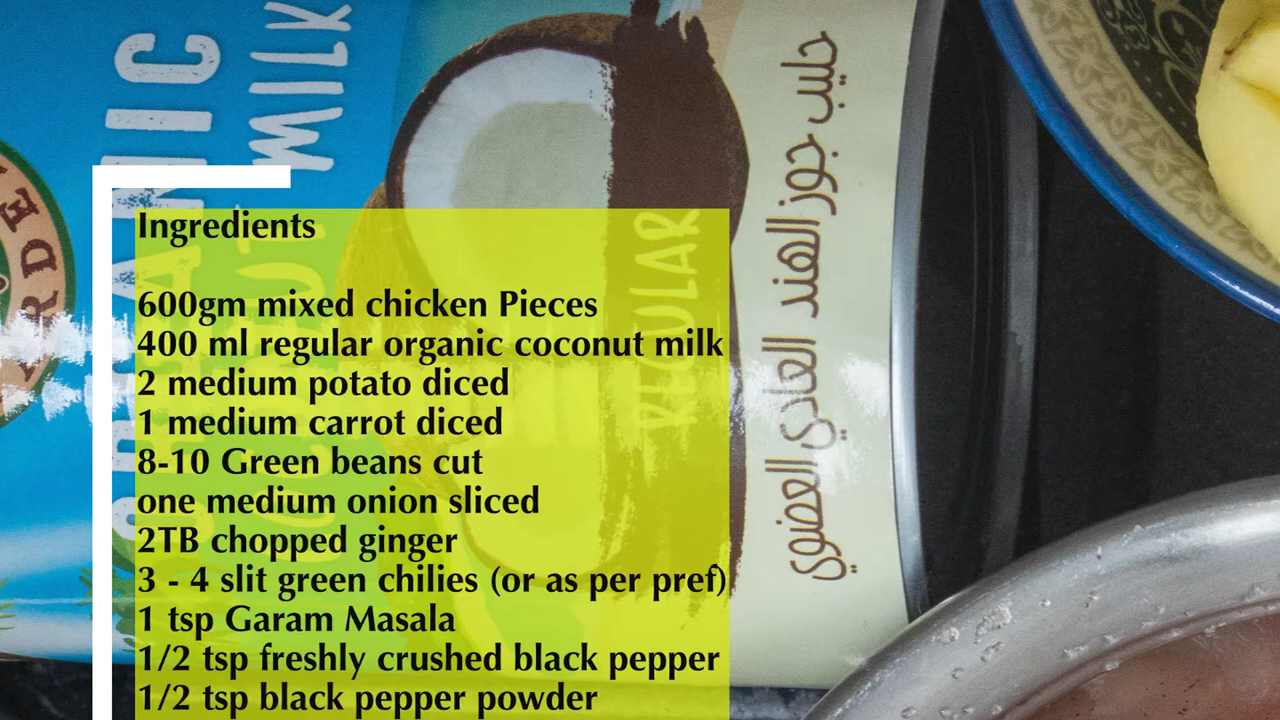 ORGANIC
COCONUT MILK
REGULAR
حليب جوز الهند العادي العضوي
Ingredients
600gm mixed chicken Pieces
400 ml regular organic coconut milk
2 medium potato diced
1 medium carrot diced
8-10 Green beans cut
one medium onion sliced
2TB chopped ginger
3 - 4 slit green chilies (or as per pref)
1 tsp Garam Masala
1/2 tsp freshly crushed black pepper
1/2 tsp black pepper powder